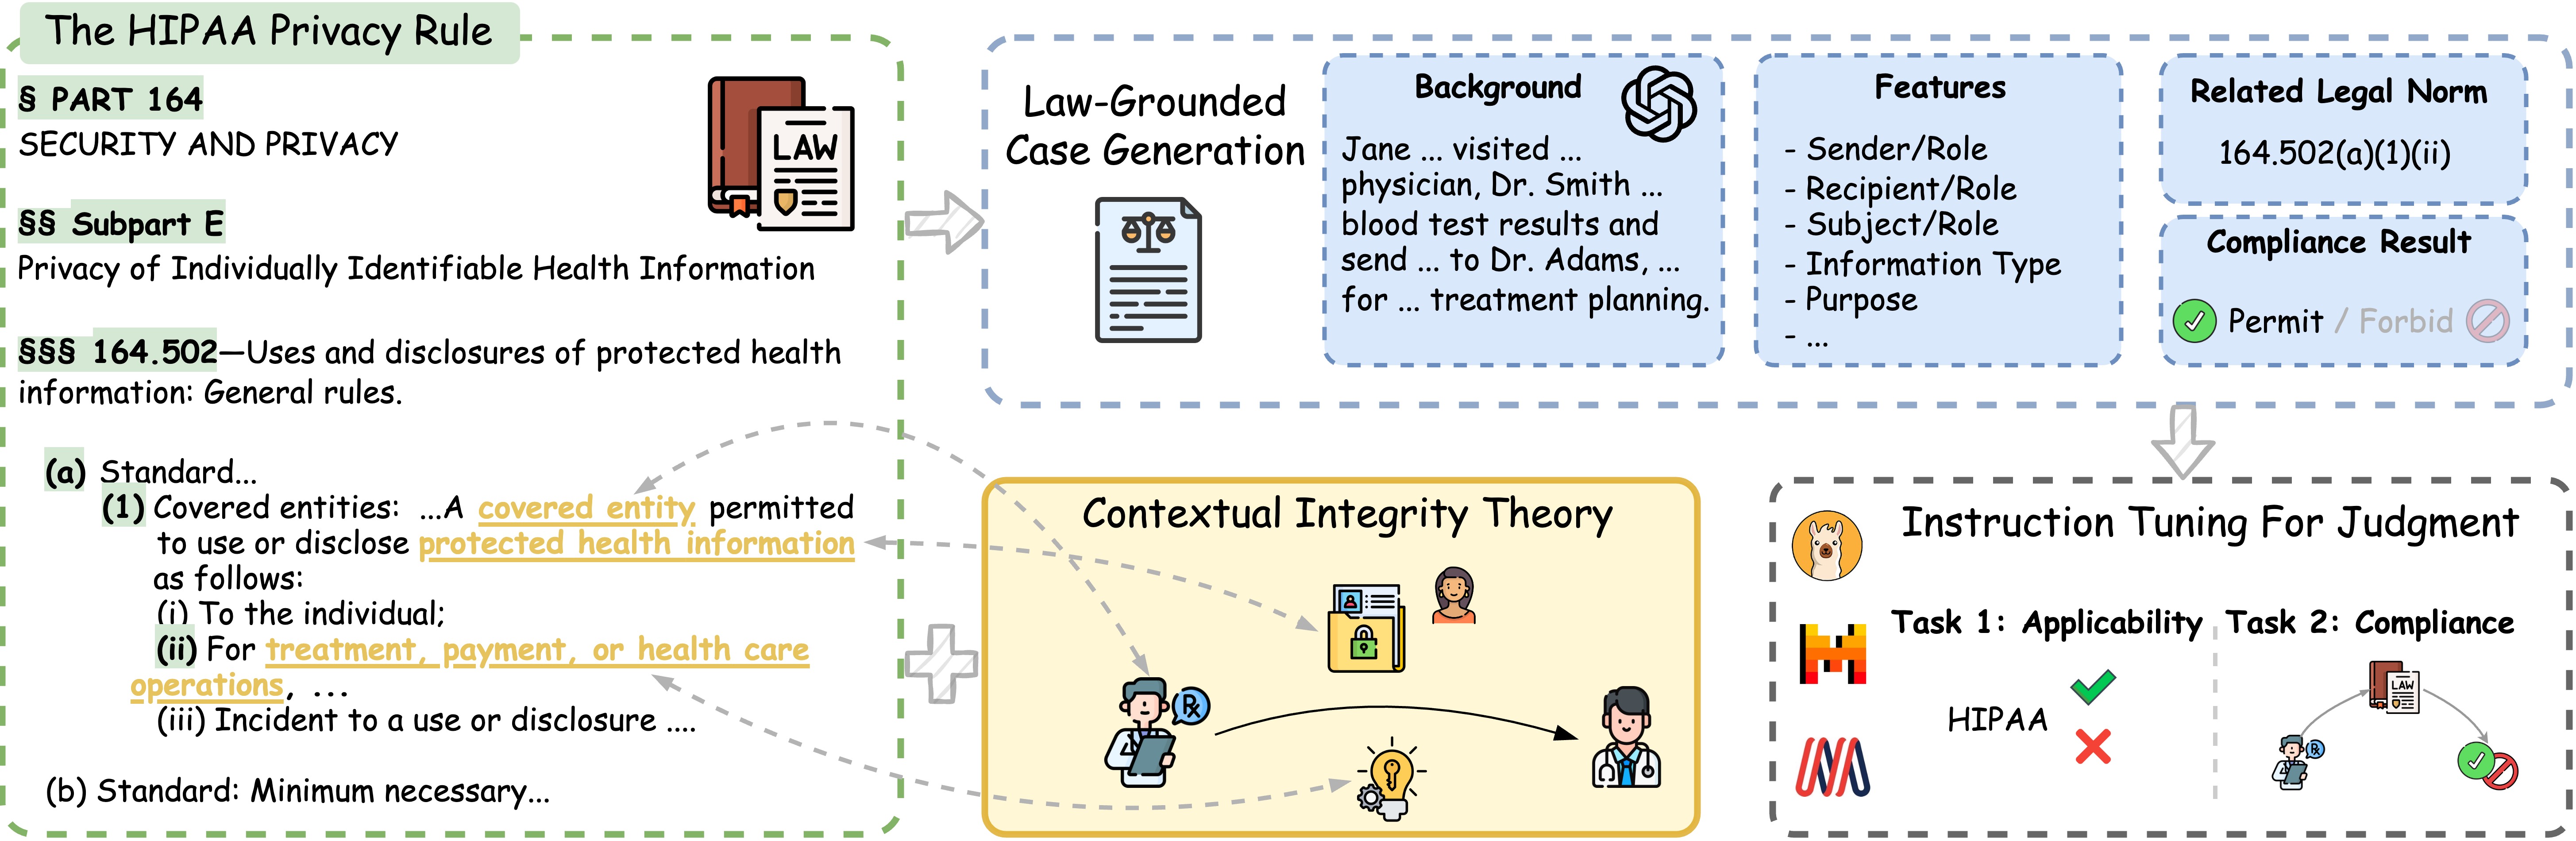 The HIPAA Privacy Rule
§ PART 164
SECURITY AND PRIVACY
§§ Subpart E
Privacy of Individually Identifiable Health Information
§§§ 164.502—Uses and disclosures of protected health
information: General rules.
(a) Standard...
(1) Covered entities: ...A covered entity permitted
to use or disclose protected health information
as follows:
(i) To the individual;
(ii) For treatment, payment, or health care
operations, ...
(iii) Incident to a use or disclosure ....
(b) Standard: Minimum necessary...
LAW
Law-Grounded
Case Generation
Background
Jane ... visited ...
physician, Dr. Smith ...
blood test results and
send ... to Dr. Adams, ...
for ... treatment planning.
Features
- Sender/Role
- Recipient/Role
- Subject/Role
- Information Type
- Purpose
- ...
Related Legal Norm
164.502(a)(1)(ii)
Compliance Result
Permit / Forbid
Contextual Integrity Theory
Rx
Instruction Tuning For Judgment
Task 1: Applicability
HIPAA
Task 2: Compliance
LAW
Rx